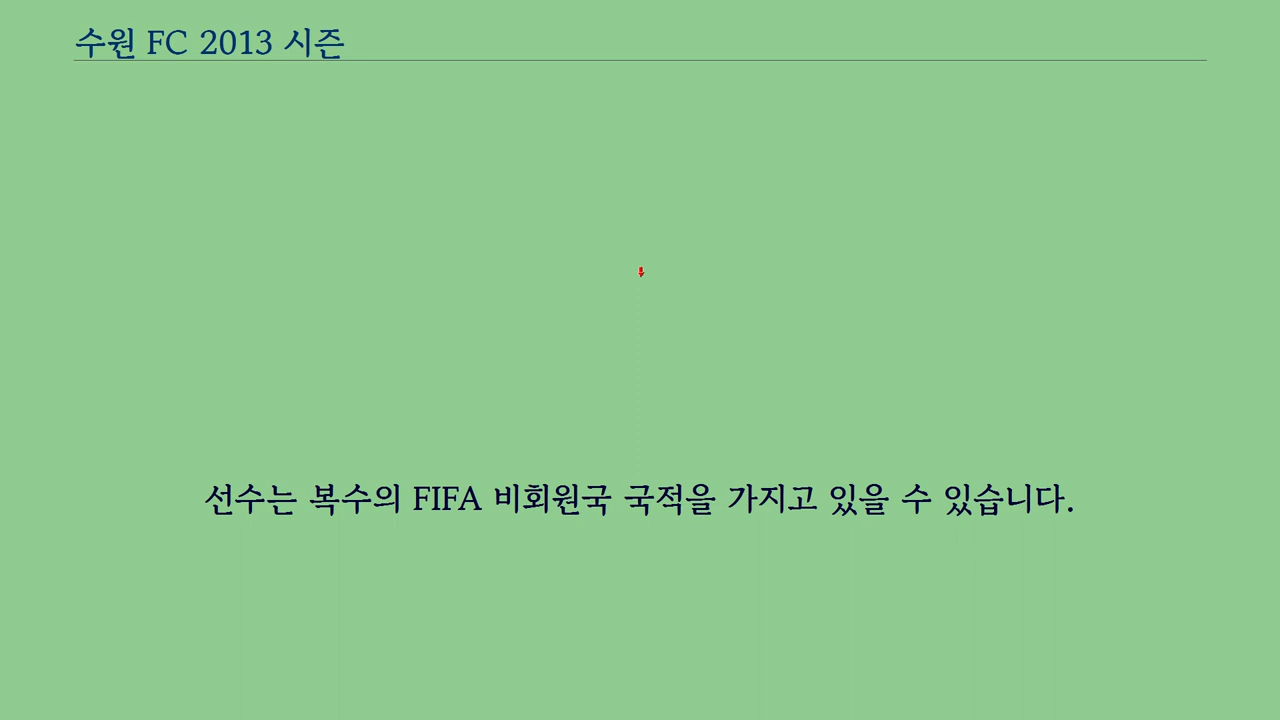 수원 FC 2013 시즌
선수는 복수의 FIFA 비회원국 국적을 가지고 있을 수 있습니다.